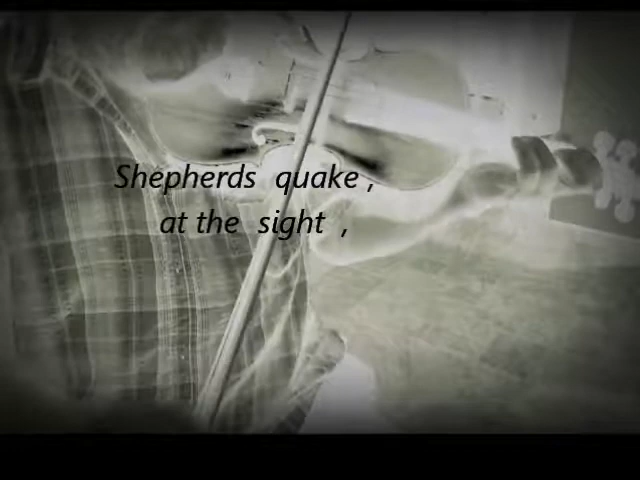 Shepherds quake ,
at the sight ,